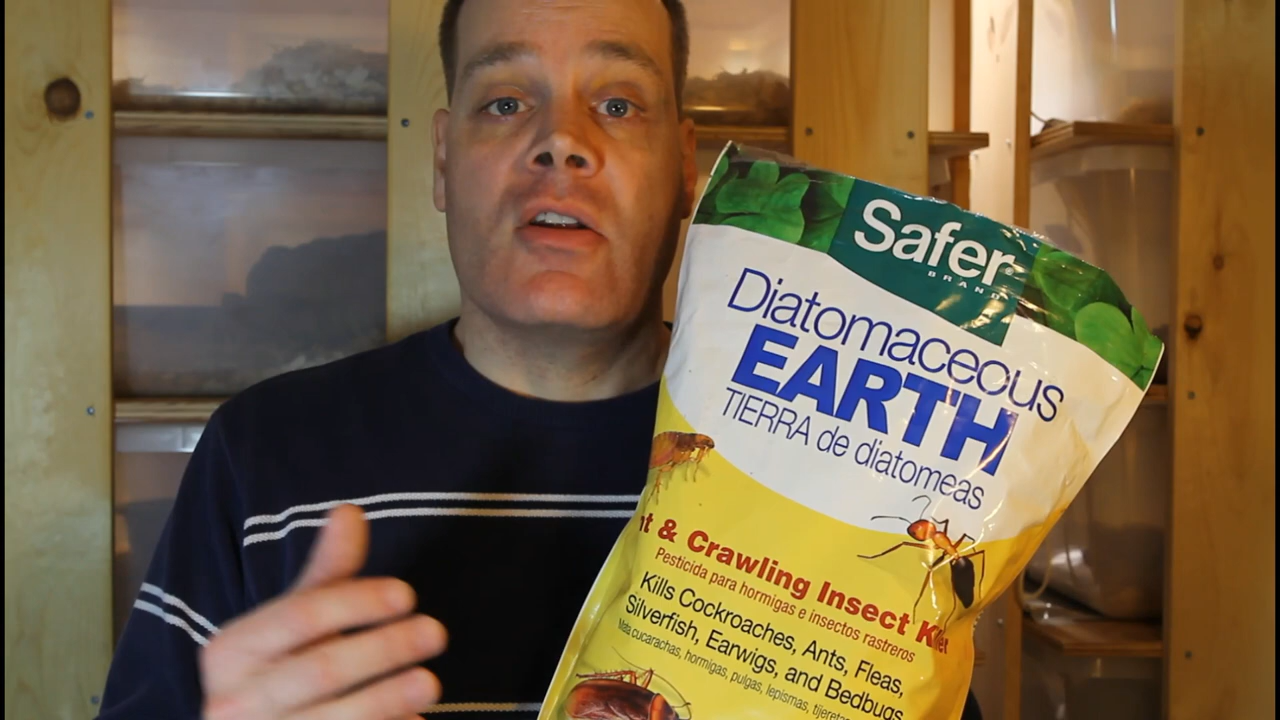 Safer
BRAND
Diatomaceous
EARTH
TIERRA de diatomeas
& Crawling Insect
Pesticida para hormigas e insectos rastreros
Kills Cockroaches, Ants, Fleas,
Silverfish, Earwigs, and Bedbugs
Mata cucarachas, hormigas, pulgas, lepismas,